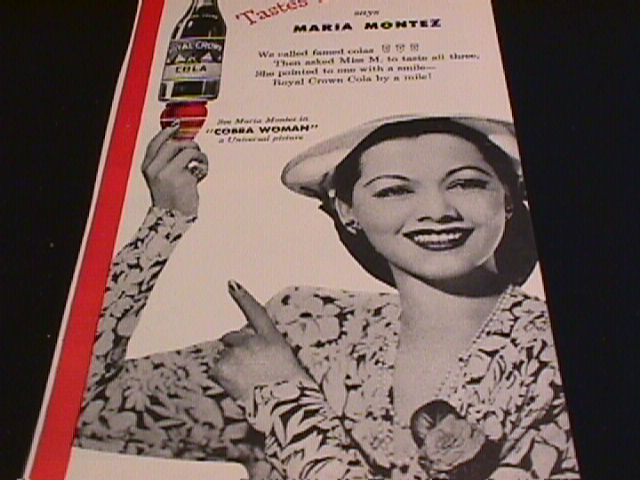 Tastes
says
MARIA MONTEZ
We called famed colas
Then asked Miss M. to taste all three.
She pointed to one with a smile—
Royal Crown Cola by a mile!
ROYAL CROWN
COLA
See Maria Montez in
"COBRA WOMAN"
a Universal picture